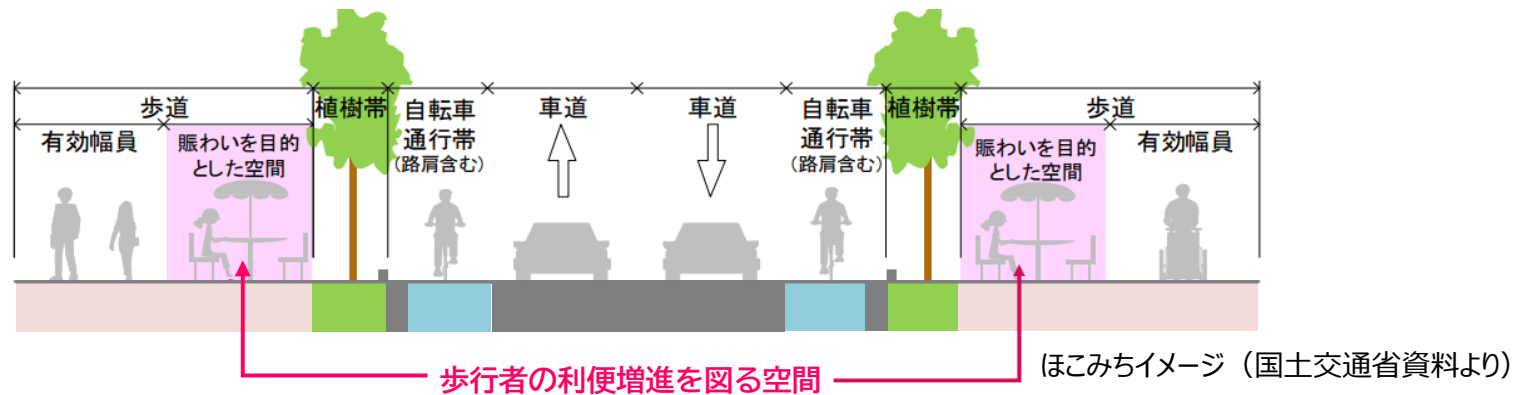 歩道
植樹帯
自転車
通行帯
(路肩含む)
車道
車道
自転車
通行帯
(路肩含む)
植樹帯
歩道
有効幅員
賑わいを目的
とした空間
賑わいを目的
とした空間
有効幅員
歩行者の利便増進を図る空間
ほこみちイメージ（国土交通省資料より）